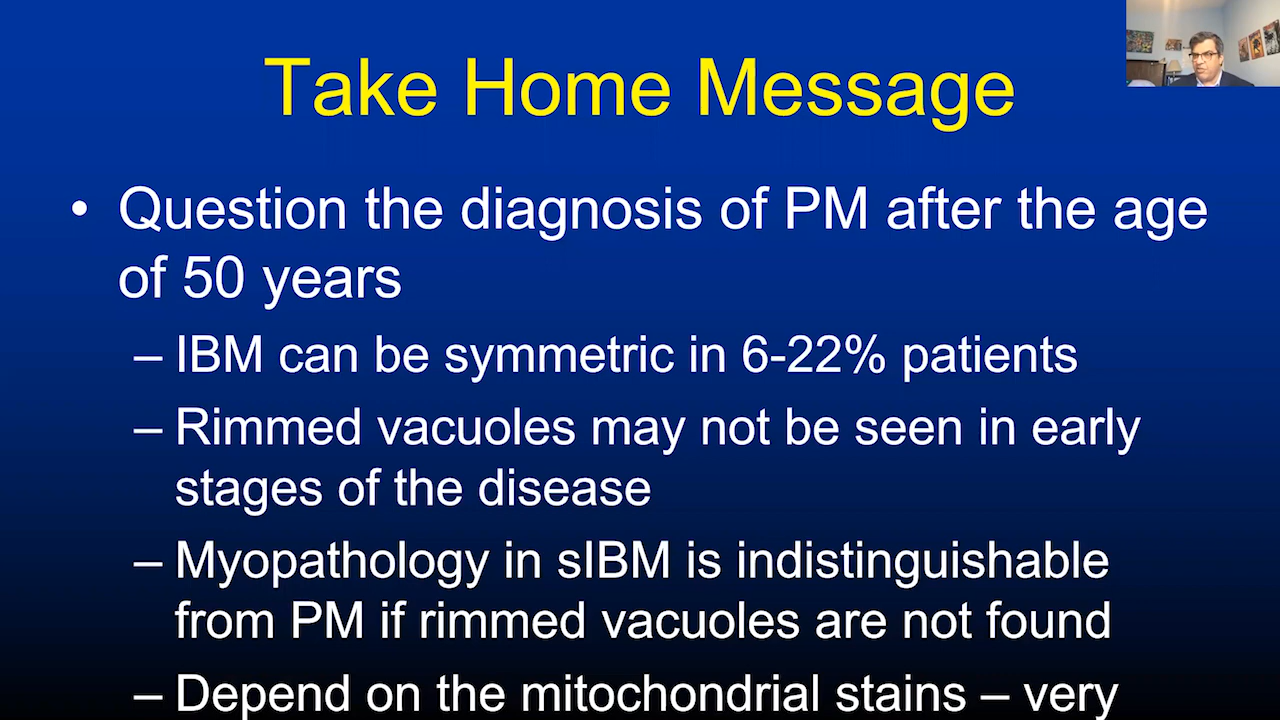 Take Home Message
• Question the diagnosis of PM after the age
of 50 years
– IBM can be symmetric in 6-22% patients
– Rimmed vacuoles may not be seen in early
stages of the disease
– Myopathology in sIBM is indistinguishable
from PM if rimmed vacuoles are not found
– Depend on the mitochondrial stains – very